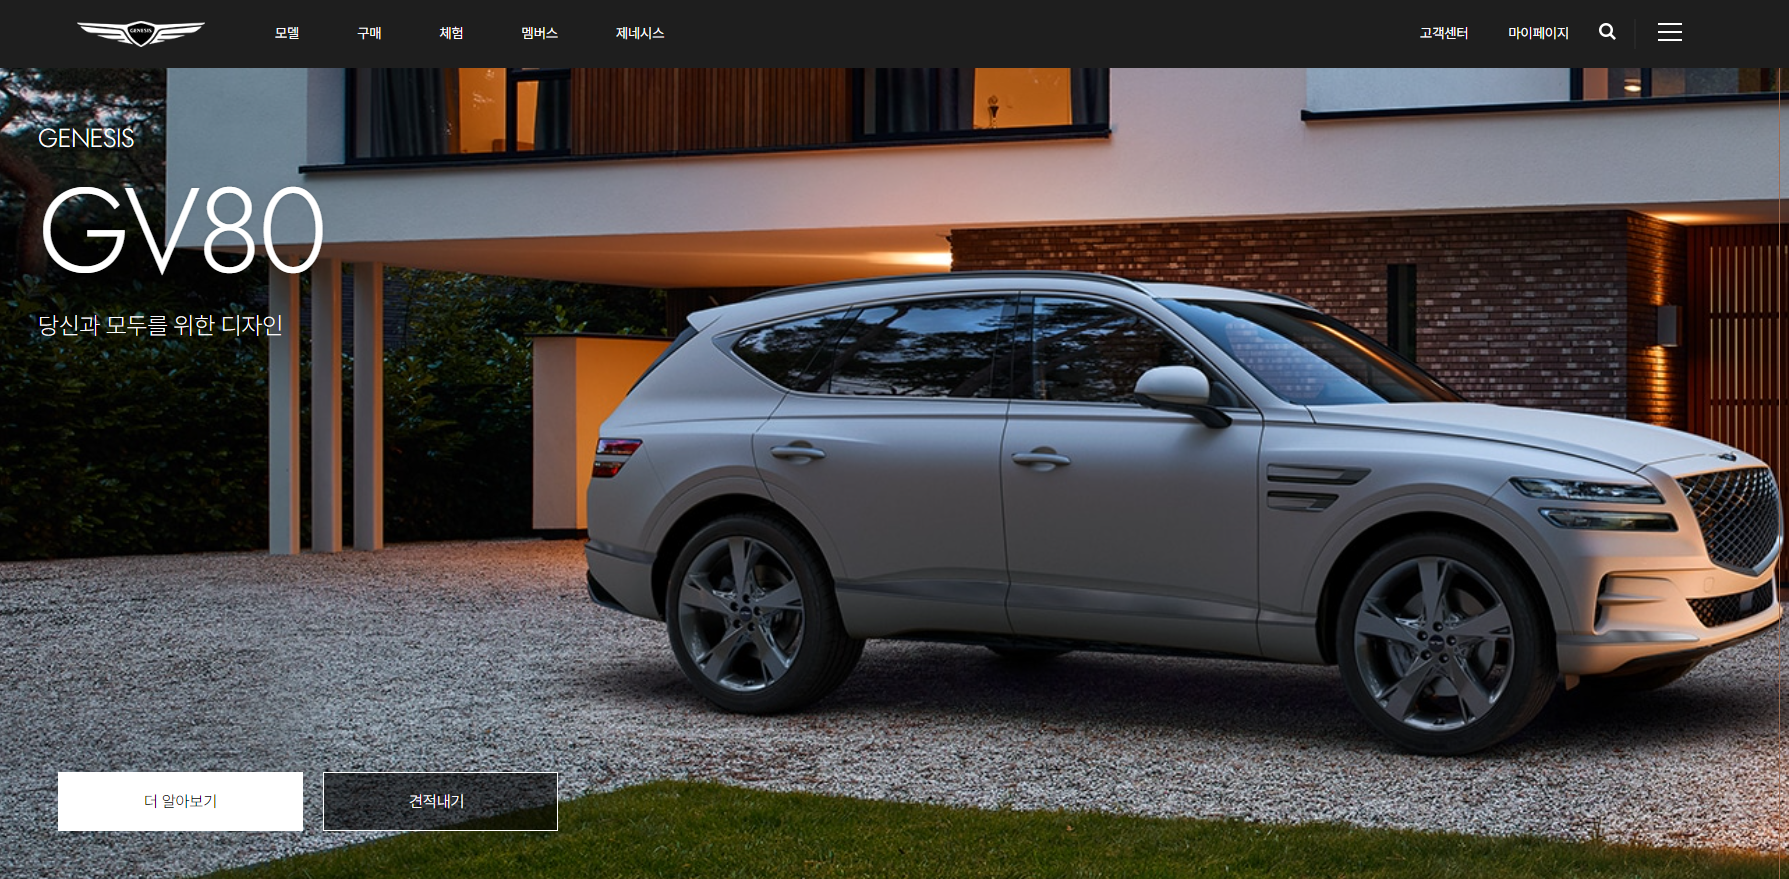 GENESIS
모델
구매
체험
멤버스
제네시스
고객센터
마이페이지
GENESIS
GV80
당신과 모두를 위한 디자인
더 알아보기
견적내기